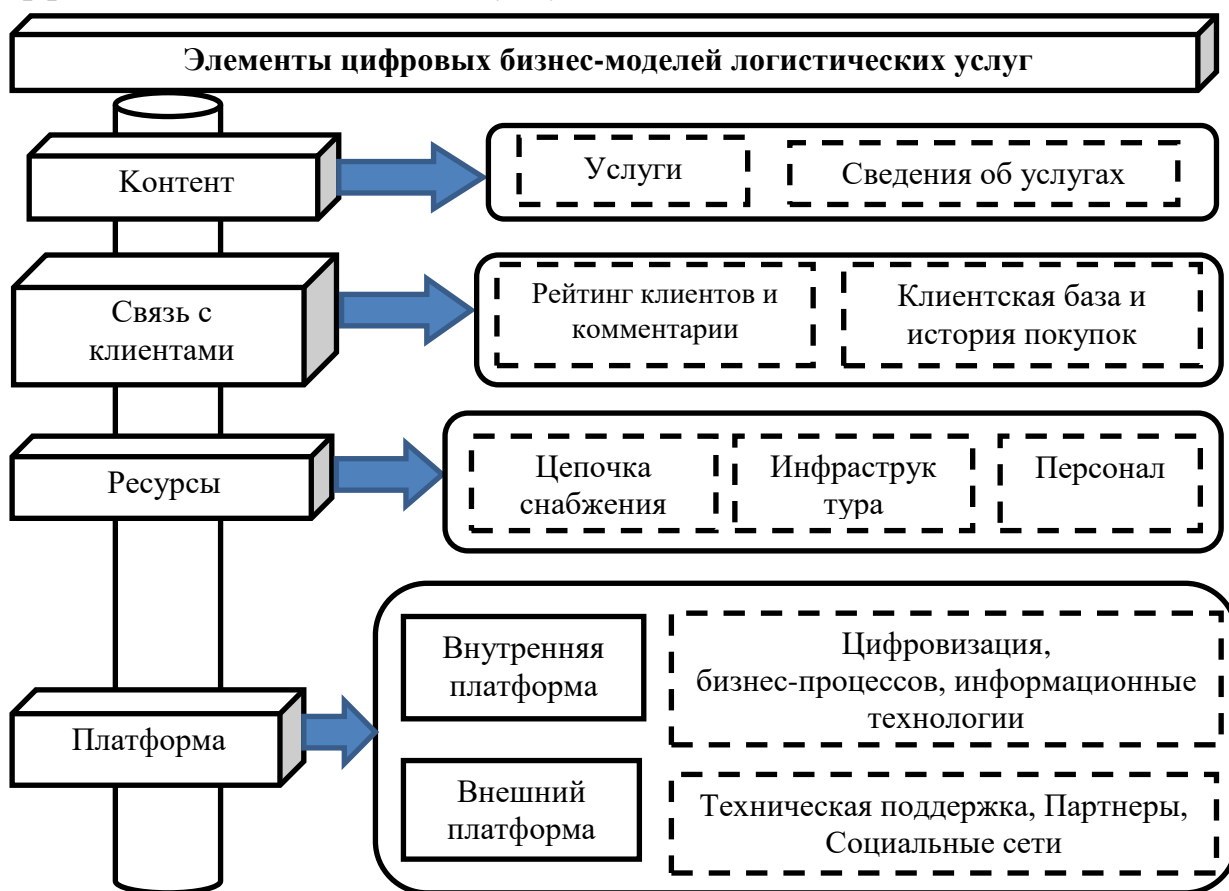 Элементы цифровых бизнес-моделей логистических услуг
Контент
Услуги
Сведения об услугах
Связь с
клиентами
Рейтинг клиентов и
комментарии
Клиентская база и
история покупок
Ресурсы
Цепочка
снабжения
Инфраструк
тура
Персонал
Платформа
Внутренняя
платформа
Цифровизация,
бизнес-процессов, информационные
технологии
Внешний
платформа
Техническая поддержка, Партнеры,
Социальные сети